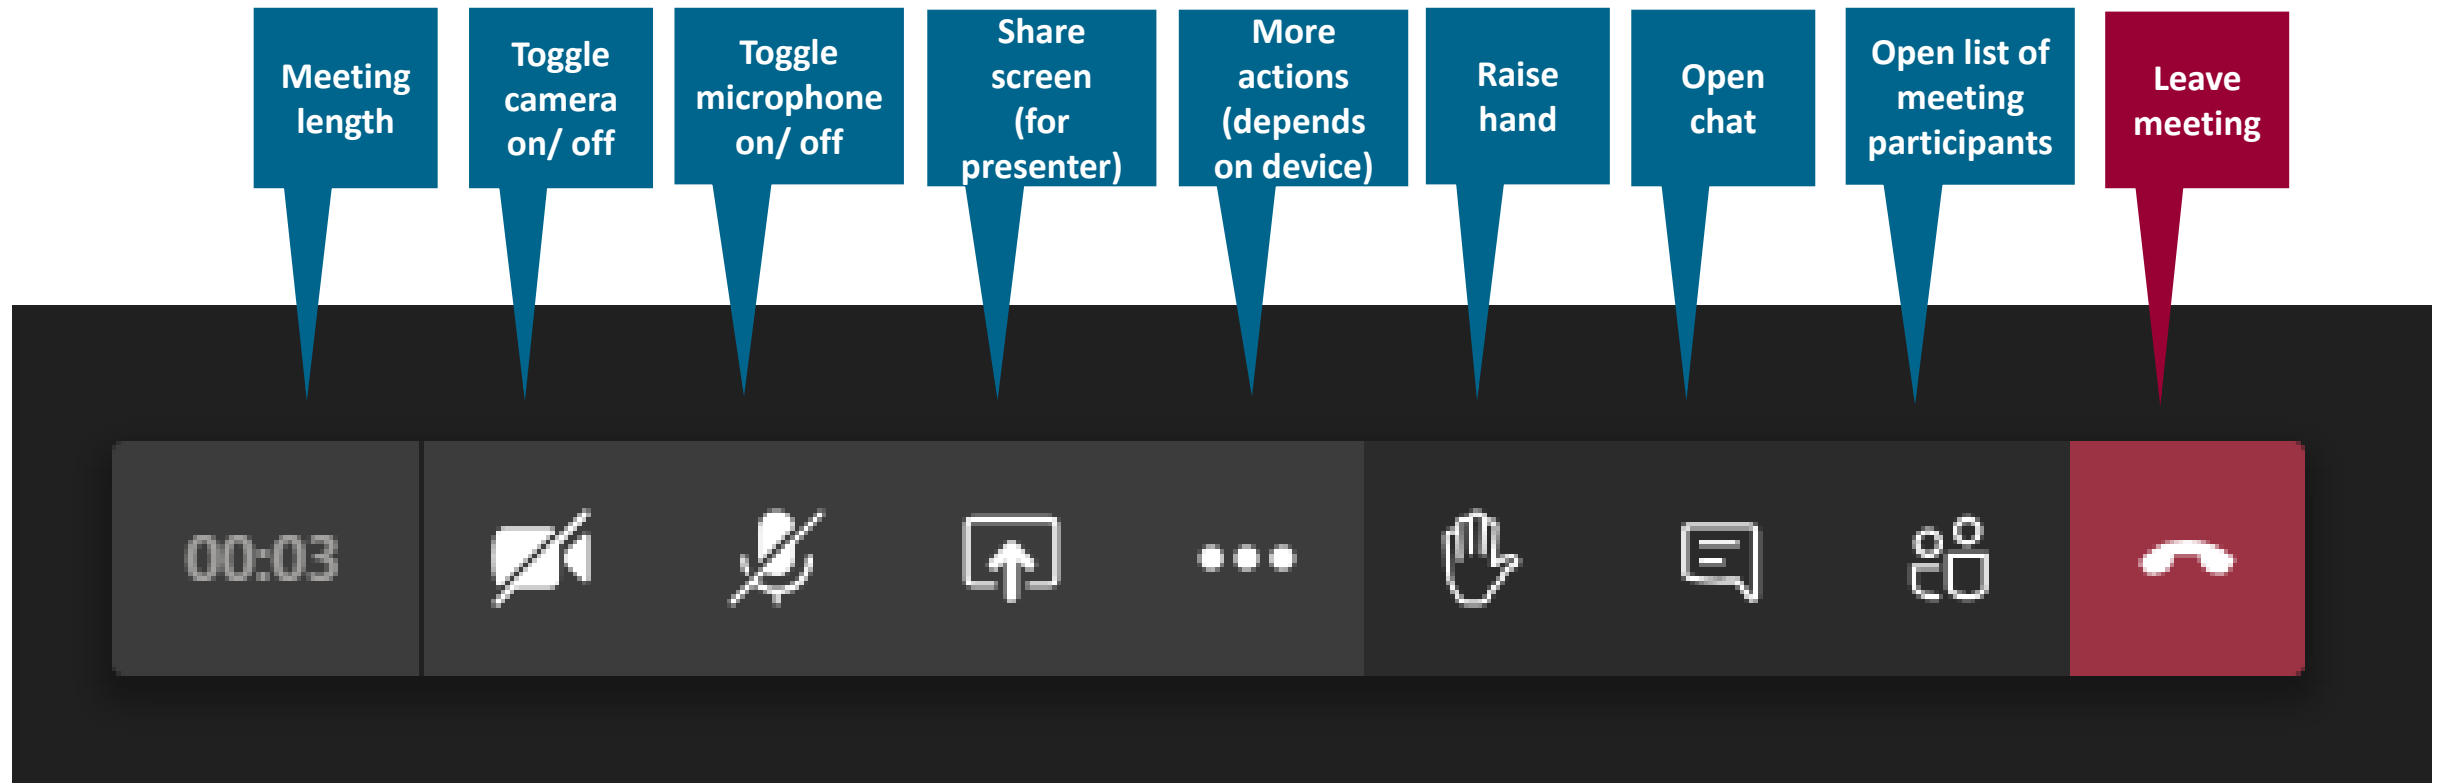 Meeting
length
Toggle
camera
on/ off
Toggle
microphone
on/ off
Share
screen
(for
presenter)
More
actions
(depends
on device)
Raise
hand
Open
chat
Open list of
meeting
participants
Leave
meeting
00:03